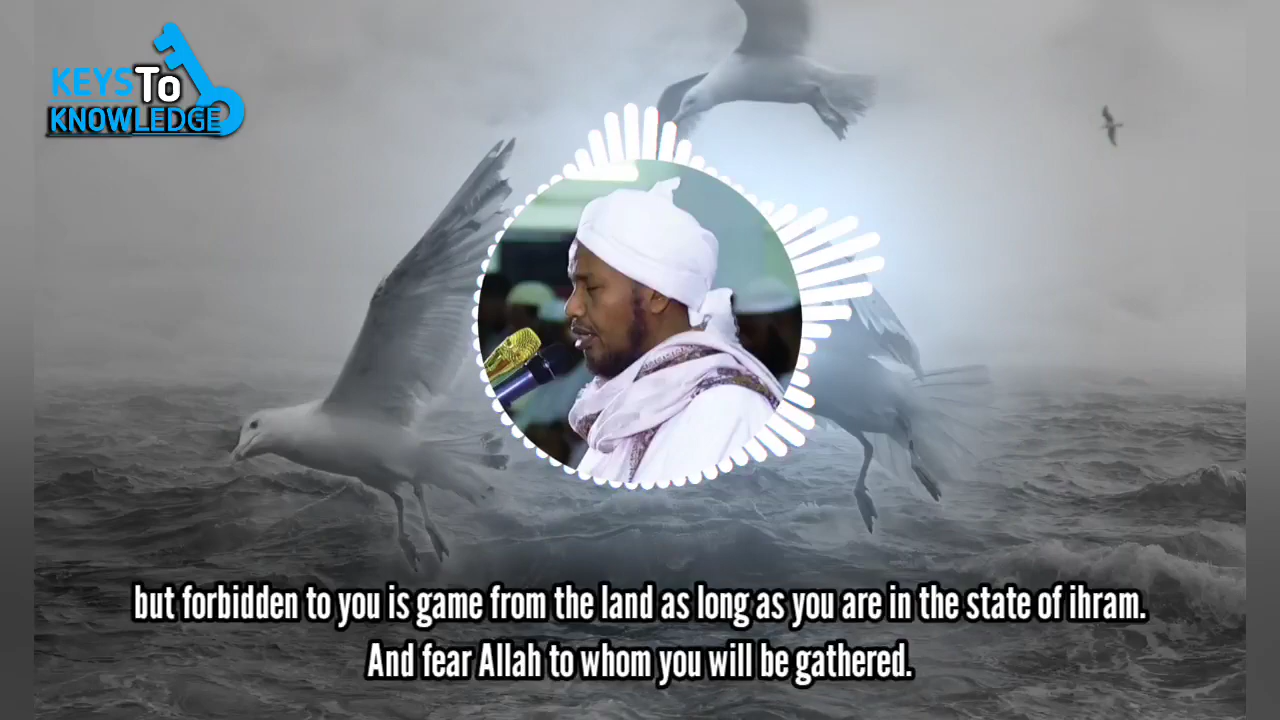 KEYS To
KNOWLEDGE
but forbidden to you is game from the land as long as you are in the state of ihram.
And fear Allah to whom you will be gathered.